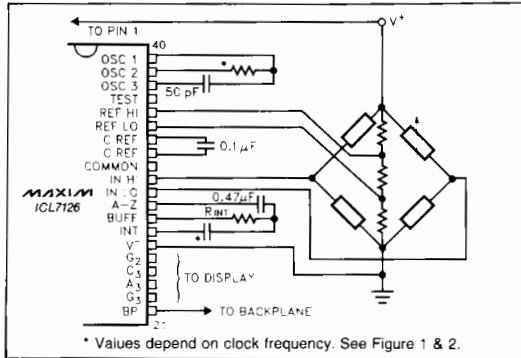 TO PIN 1
V+
40
OSC 1
OSC 2
*
OSC 3
50 pF
TEST
REF HI
REF LO
C REF
0.1 µF
C REF
COMMON
IN HI
MAXIM
ICL7126
IN LO
0.47µF
A-Z
BUFF
RINT
INT
*
V-
G2
C3
TO DISPLAY
A3
G3
BP
TO BACKPLANE
21
* Values depend on clock frequency. See Figure 1 & 2.